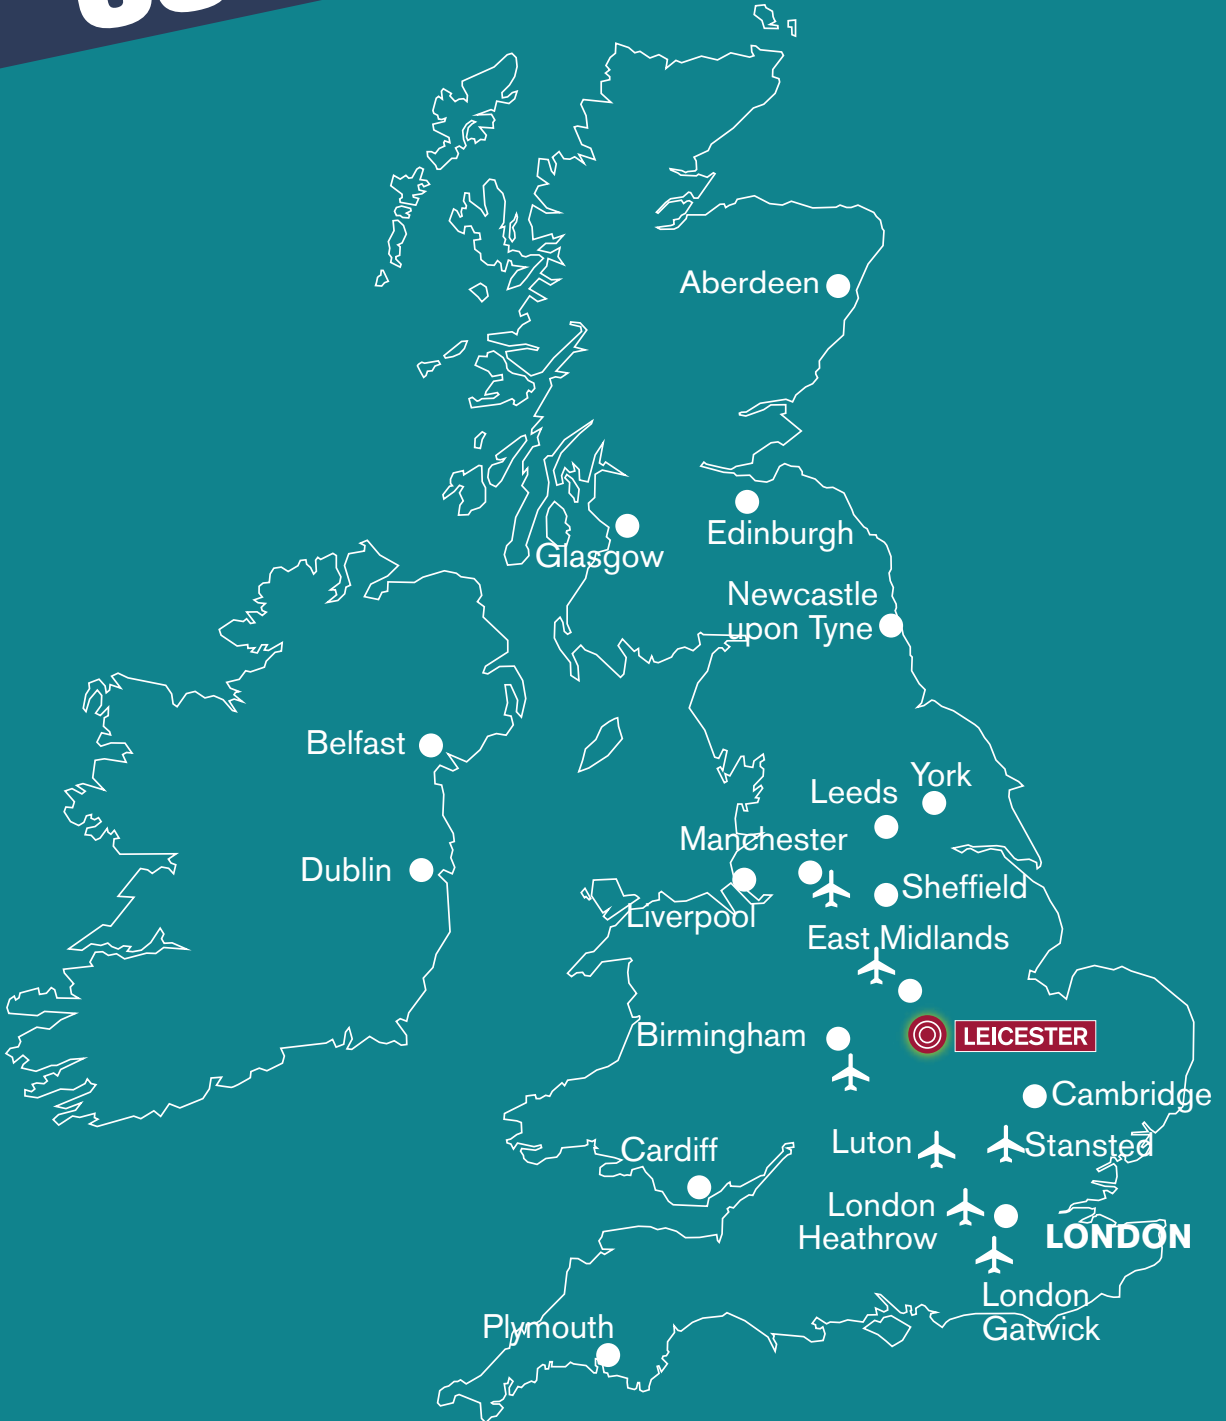 Aberdeen
Edinburgh
Glasgow
Newcastle
upon Tyne
Belfast
York
Leeds
Manchester
Dublin
Sheffield
Liverpool
East Midlands
Birmingham
LEICESTER
Cambridge
Luton
Stansted
Cardiff
London
Heathrow
LONDON
London
Gatwick
Plymouth